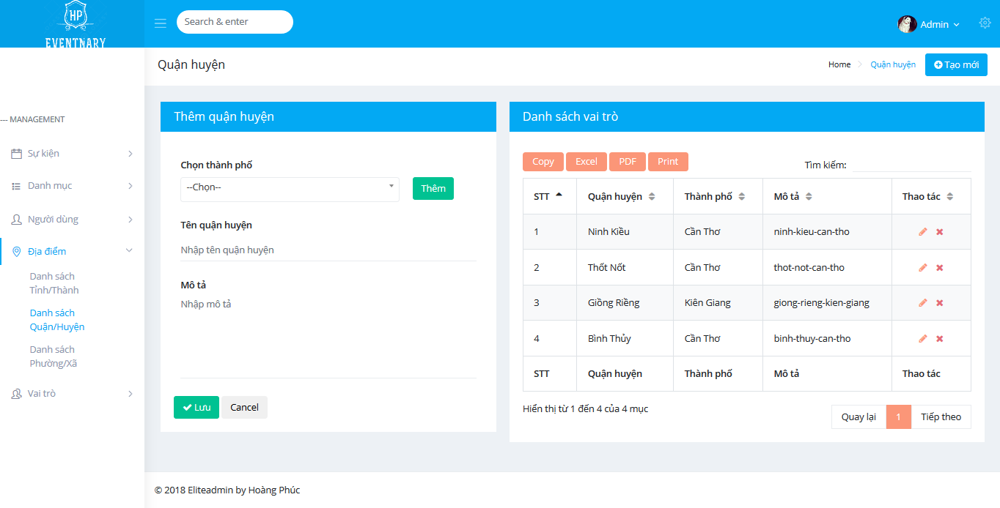 HP
EVENTNARY
Search & enter
Admin
Quận huyện
Home
Quận huyện
Tạo mới
--- MANAGEMENT
Sự kiện
Danh mục
Người dùng
Địa điểm
Danh sách
Tỉnh/Thành
Danh sách
Quận/Huyện
Danh sách
Phường/Xã
Vai trò
Thêm quận huyện
Chọn thành phố
--Chọn--
Thêm
Tên quận huyện
Nhập tên quận huyện
Mô tả
Nhập mô tả
Lưu
Cancel
Danh sách vai trò
Copy Excel PDF Print
Tìm kiếm:
STT Quận huyện Thành phố Mô tả Thao tác
1 Ninh Kiều Cần Thơ ninh-kieu-can-tho
2 Thốt Nốt Cần Thơ thot-not-can-tho
3 Giồng Riềng Kiên Giang giong-rieng-kien-giang
4 Bình Thủy Cần Thơ binh-thuy-can-tho
STT Quận huyện Thành phố Mô tả Thao tác
Hiển thị từ 1 đến 4 của 4 mục
Quay lại 1 Tiếp theo
© 2018 Eliteadmin by Hoàng Phúc